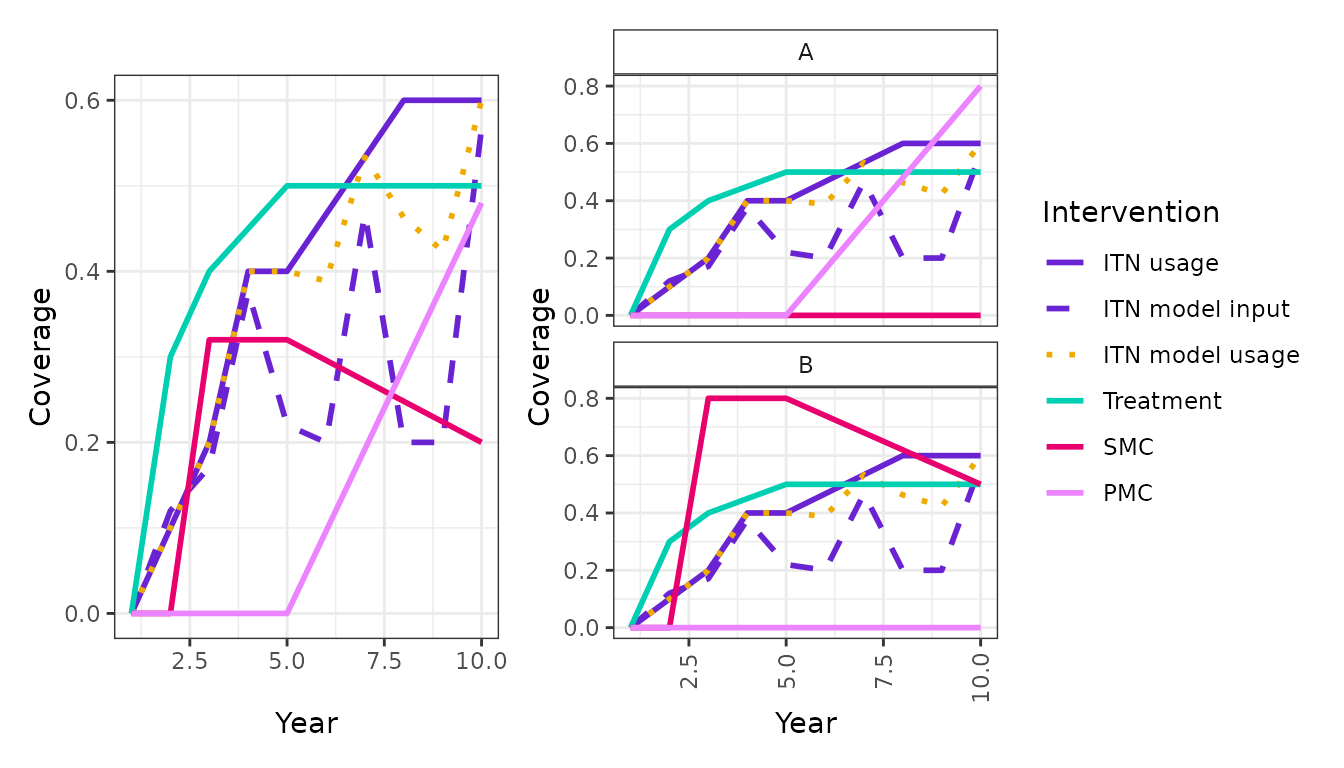 Coverage
0.6
0.4
0.2
0.0
2.5 5.0 7.5 10.0
Year
A
Coverage
0.8
0.6
0.4
0.2
0.0
B
0.8
0.6
0.4
0.2
0.0
2.5 5.0 7.5 10.0
Year
Intervention
ITN usage
ITN model input
ITN model usage
Treatment
SMC
PMC